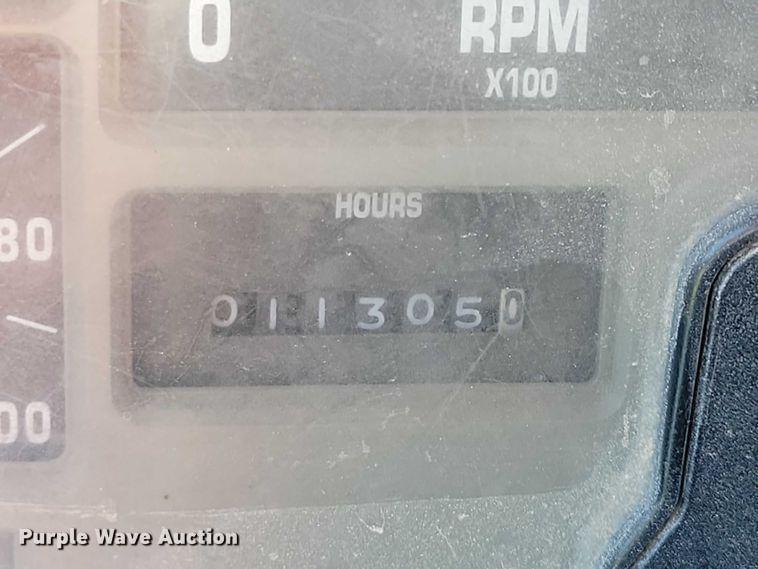 0 RPM
X100
HOURS
80
0113050
00
Purple Wave Auction